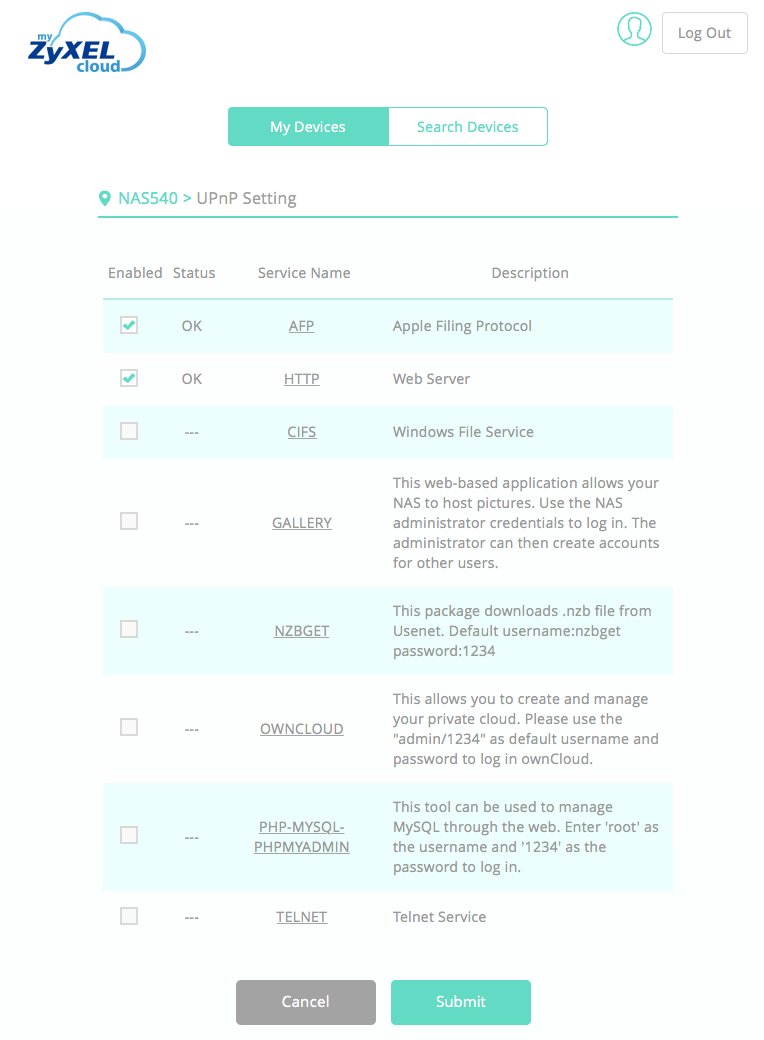 my
ZyXEL
cloud
Log Out
My Devices
Search Devices
NAS540 > UPnP Setting
Enabled Status Service Name Description
OK AFP Apple Filing Protocol
OK HTTP Web Server
--- CIFS Windows File Service
This web-based application allows your
NAS to host pictures. Use the NAS
--- GALLERY administrator credentials to log in. The
administrator can then create accounts
for other users.
This package downloads .nzb file from
--- NZBGET Usenet. Default username:nzbget
password:1234
This allows you to create and manage
your private cloud. Please use the
--- OWNCLOUD "admin/1234" as default username and
password to log in ownCloud.
This tool can be used to manage
PHP-MYSQL- MySQL through the web. Enter 'root' as
--- PHPMYADMIN the username and '1234' as the
password to log in.
--- TELNET Telnet Service
Cancel
Submit